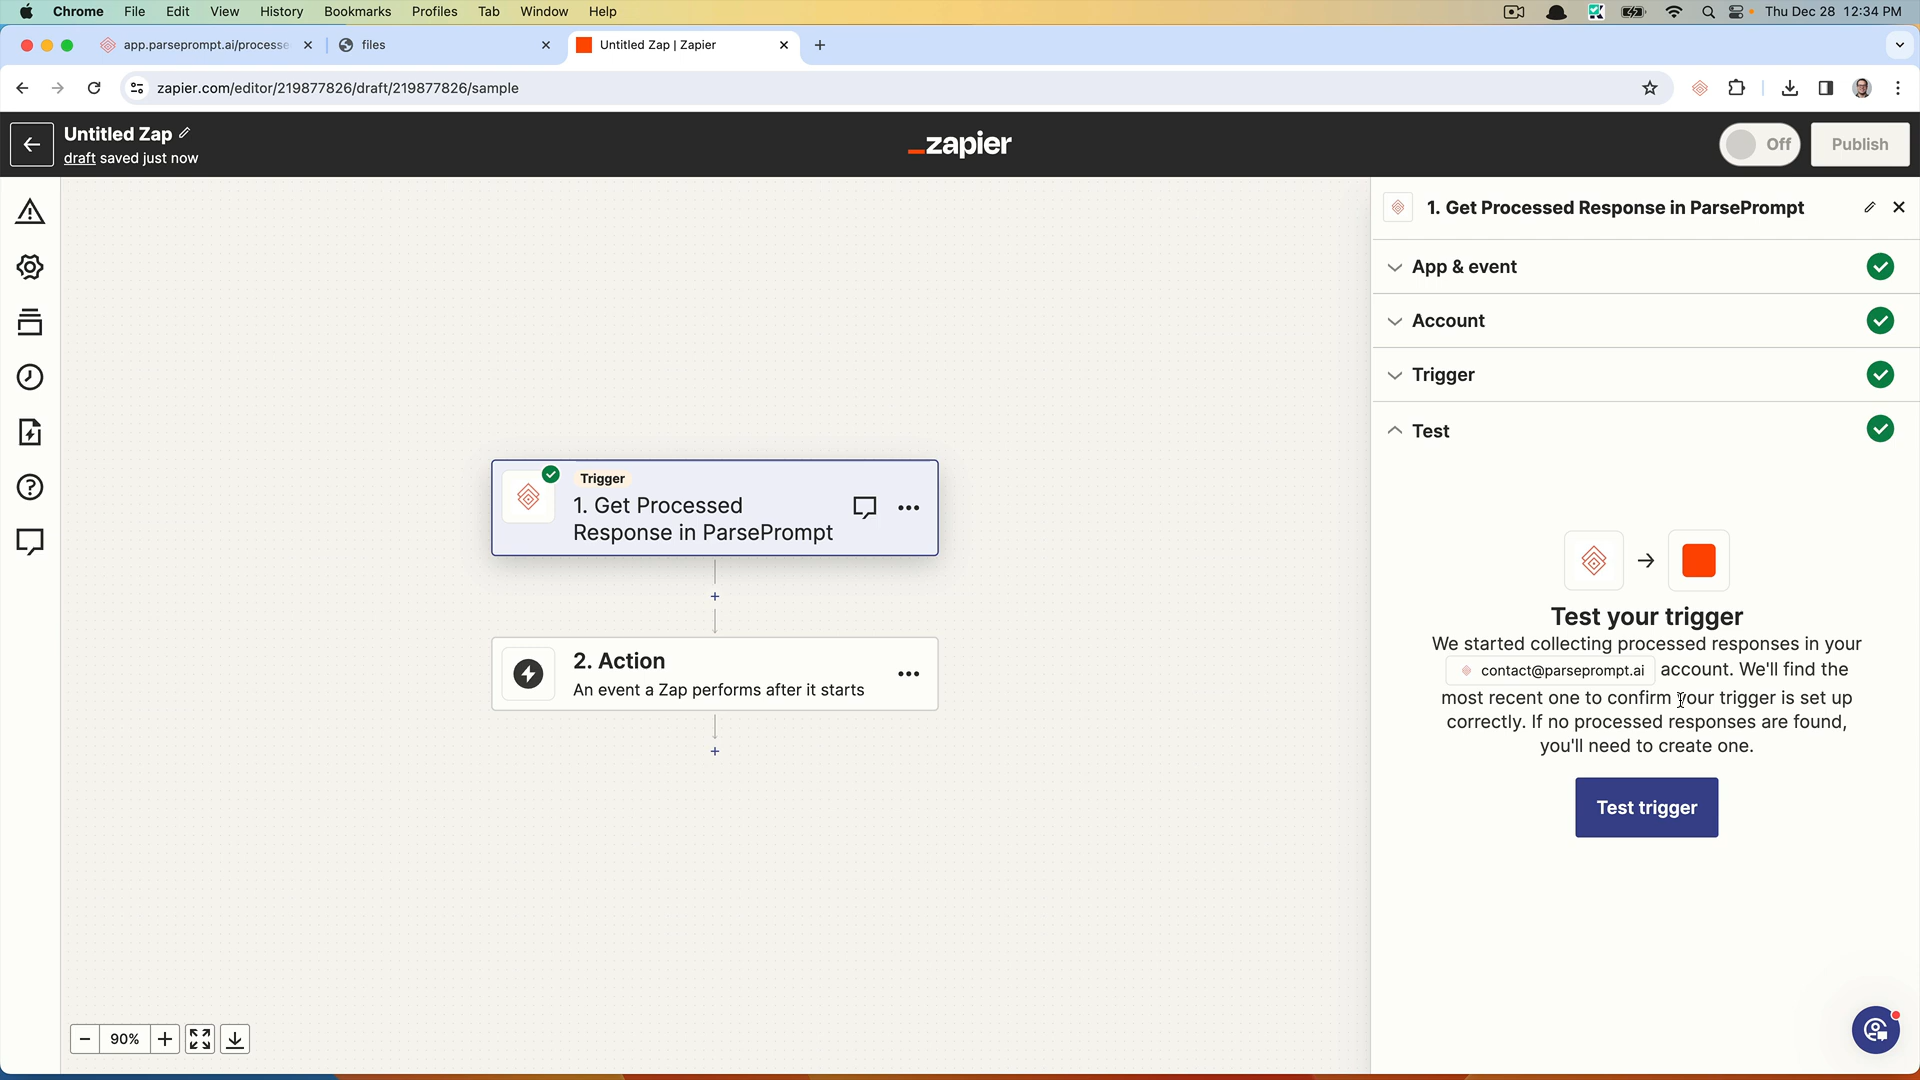 Chrome File Edit View History Bookmarks Profiles Tab Window Help
Thu Dec 28 12:34 PM
app.parseprompt.ai/processe
files
Untitled Zap | Zapier
zapier.com/editor/219877826/draft/219877826/sample
Untitled Zap
draft saved just now
zapier
Off
Publish
1. Get Processed Response in ParsePrompt
App & event
Account
Trigger
Test
Trigger
1. Get Processed
Response in ParsePrompt
2. Action
An event a Zap performs after it starts
Test your trigger
We started collecting processed responses in your
contact@parseprompt.ai account. We'll find the
most recent one to confirm your trigger is set up
correctly. If no processed responses are found,
you'll need to create one.
Test trigger
90%